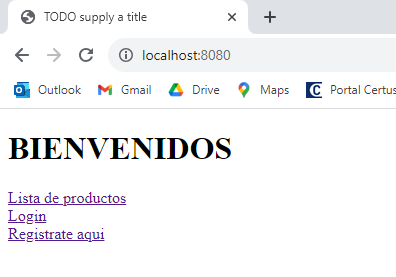 TODO supply a title
localhost:8080
Outlook Gmail Drive Maps Portal Certus
BIENVENIDOS
Lista de productos
Login
Registrate aqui